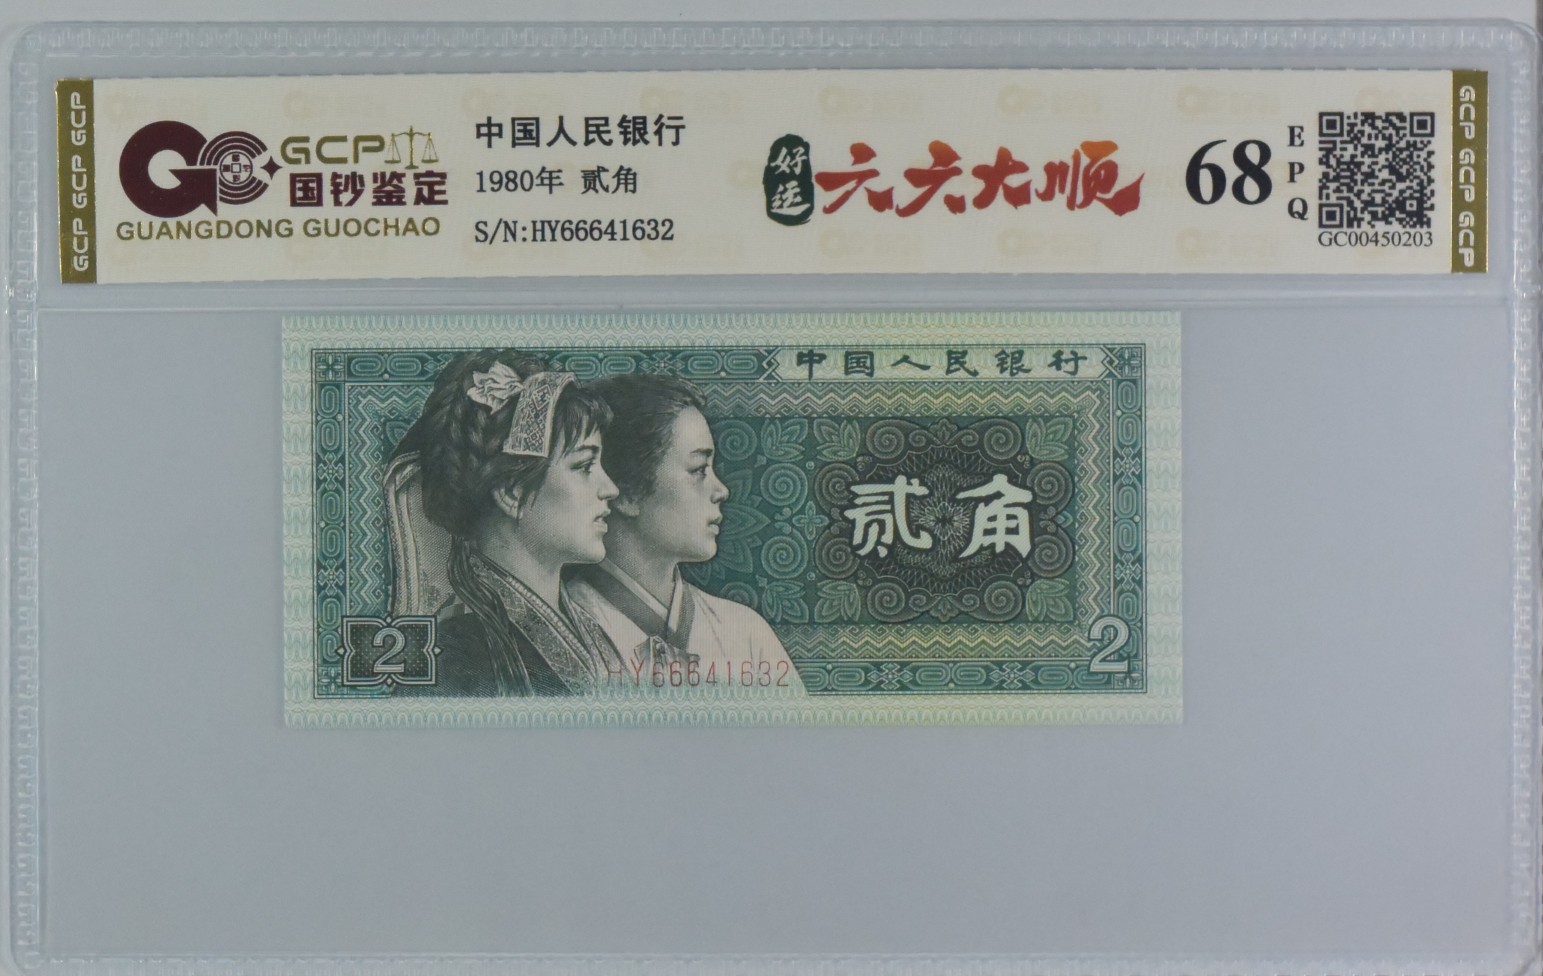 GCP GCP GCP
GCP
国钞鉴定
GUANGDONG GUOCHAO
中国人民银行
1980年 贰角
S/N:HY66641632
好运
六六大顺
68
EPQ
GC00450203
GCP GCP GCP
中国人民银行
贰角
2
2
HY66641632